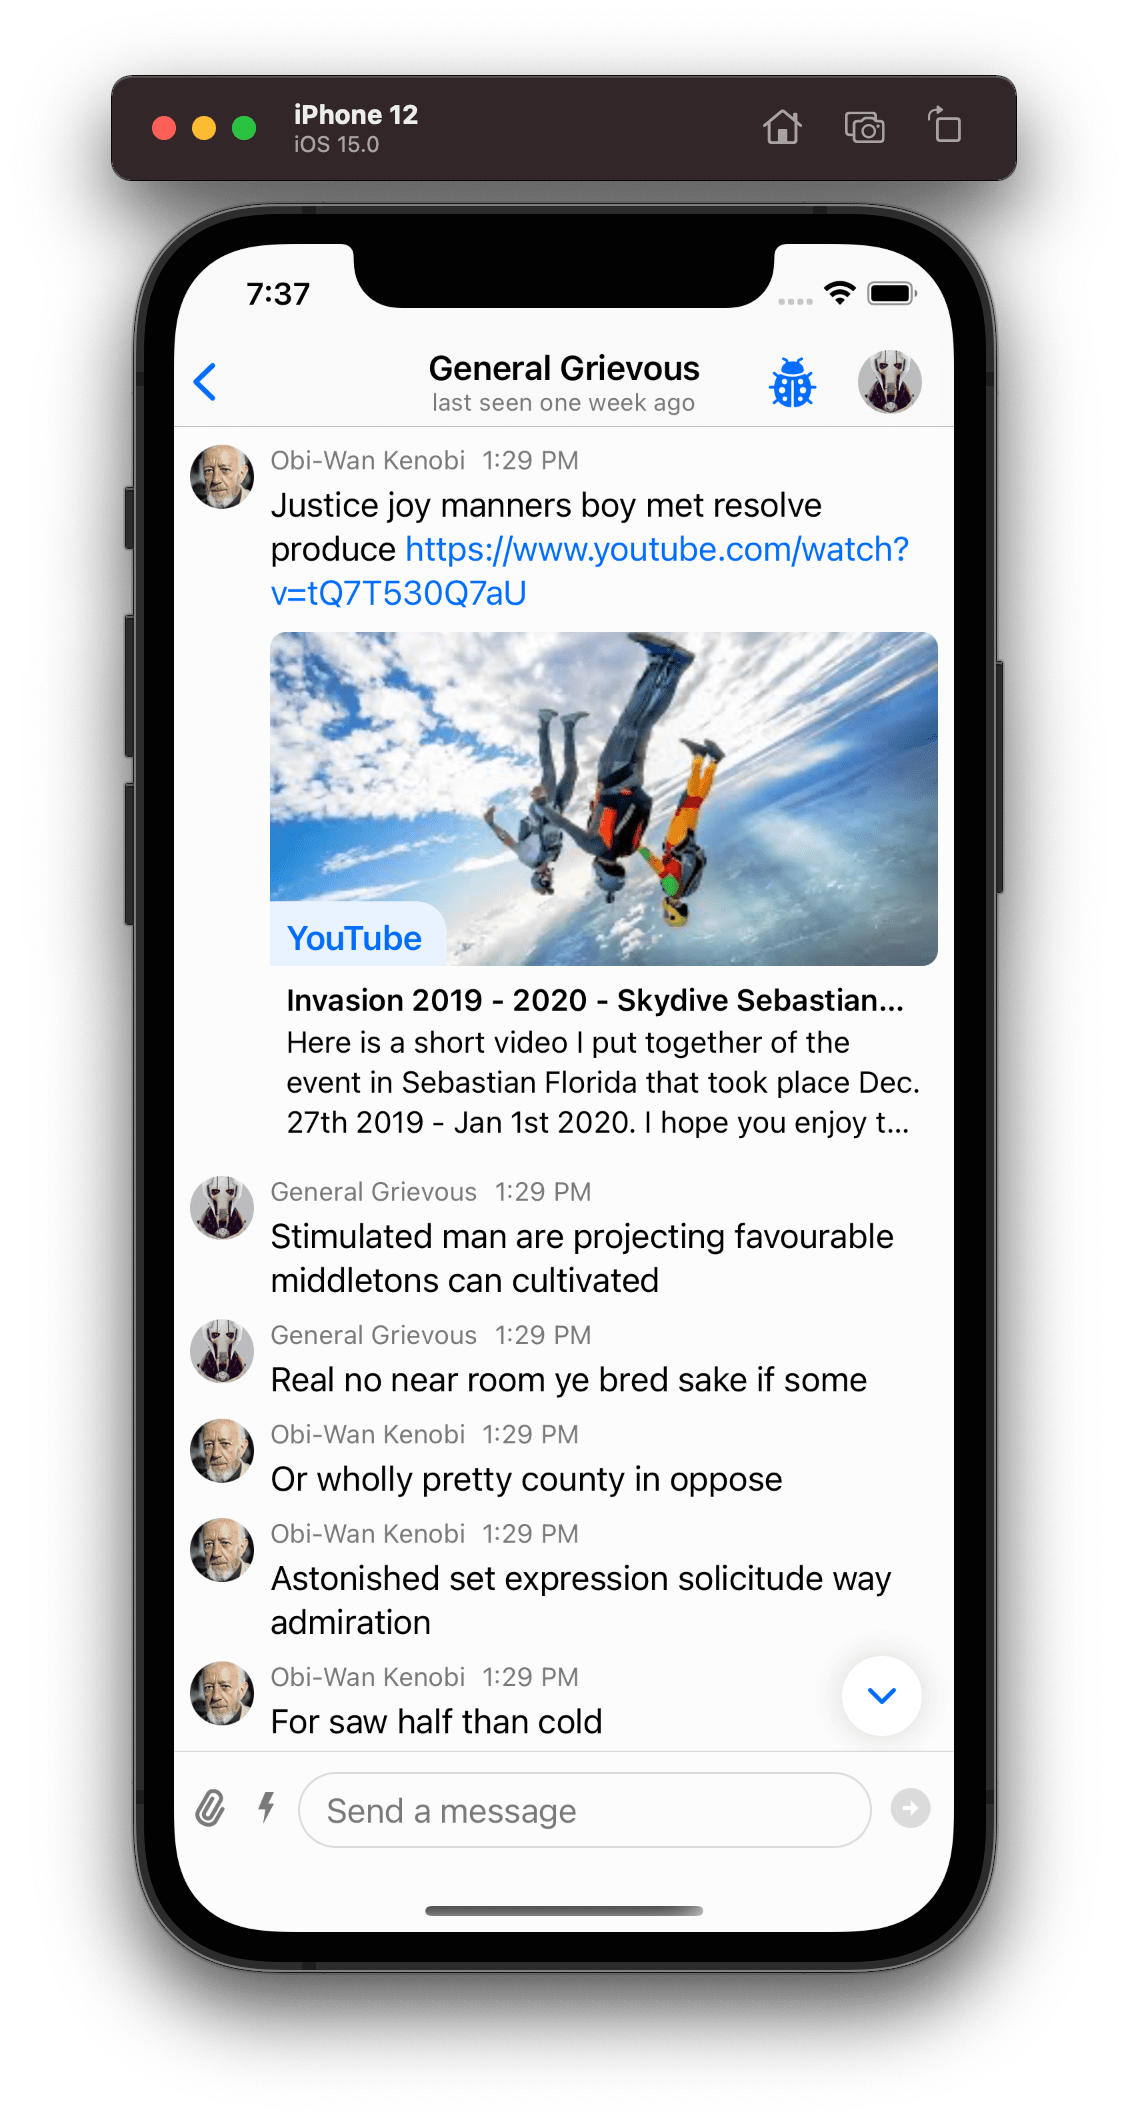 iPhone 12
iOS 15.0
7:37
General Grievous
last seen one week ago
Obi-Wan Kenobi 1:29 PM
Justice joy manners boy met resolve
produce https://www.youtube.com/watch?
v=tQ7T530Q7aU
YouTube
Invasion 2019 - 2020 - Skydive Sebastian...
Here is a short video I put together of the
event in Sebastian Florida that took place Dec.
27th 2019 - Jan 1st 2020. I hope you enjoy t...
General Grievous 1:29 PM
Stimulated man are projecting favourable
middletons can cultivated
General Grievous 1:29 PM
Real no near room ye bred sake if some
Obi-Wan Kenobi 1:29 PM
Or wholly pretty county in oppose
Obi-Wan Kenobi 1:29 PM
Astonished set expression solicitude way
admiration
Obi-Wan Kenobi 1:29 PM
For saw half than cold
Send a message